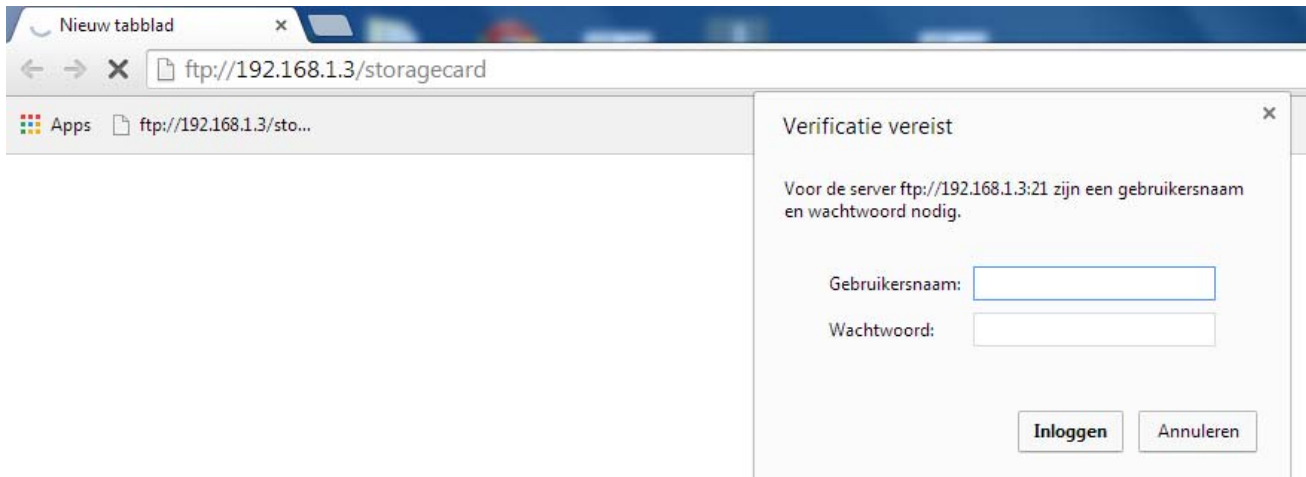 Nieuw tabblad
ftp://192.168.1.3/storagecard
Apps ftp://192.168.1.3/sto...
Verificatie vereist
Voor de server ftp://192.168.1.3:21 zijn een gebruikersnaam
en wachtwoord nodig.
Gebruikersnaam:
Wachtwoord:
Inloggen Annuleren